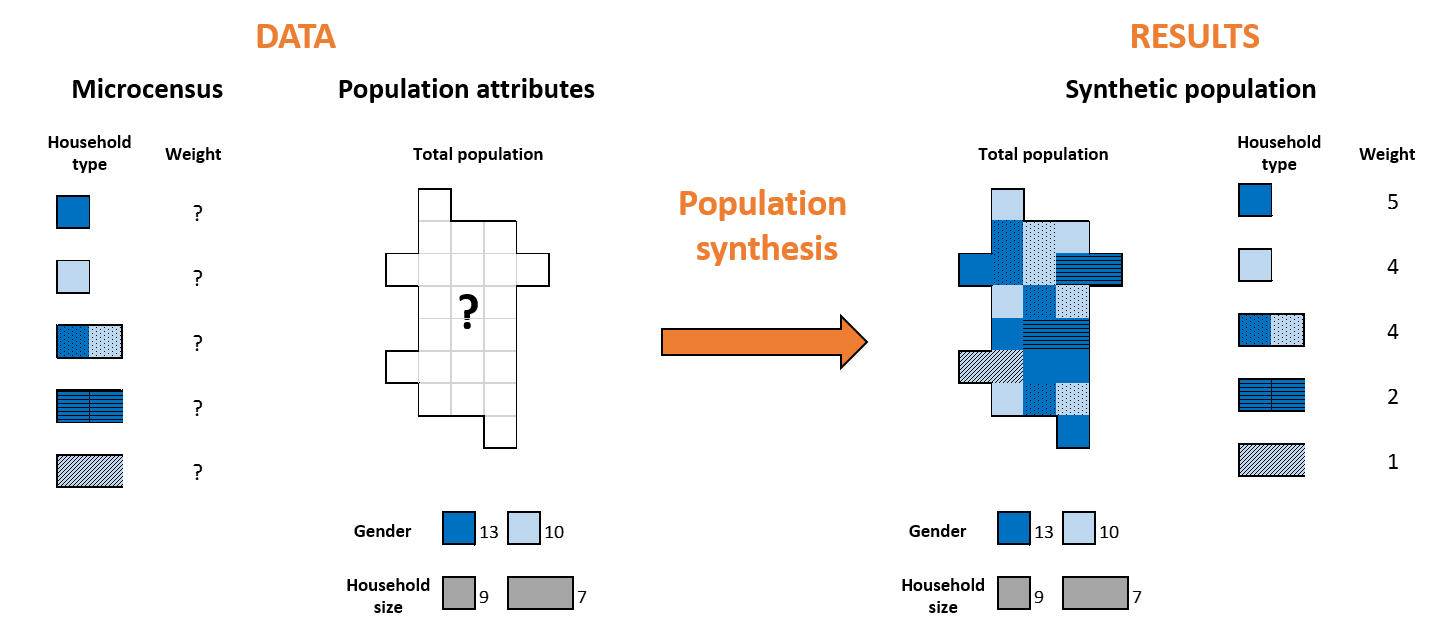 DATA
Microcensus
Population attributes
Household
type
Weight
Total population
?
?
?
?
?
?
Gender
13
10
Household
size
9
7
Population
synthesis
RESULTS
Synthetic population
Total population
Household
type
Weight
5
4
4
2
1
Gender
13
10
Household
size
9
7